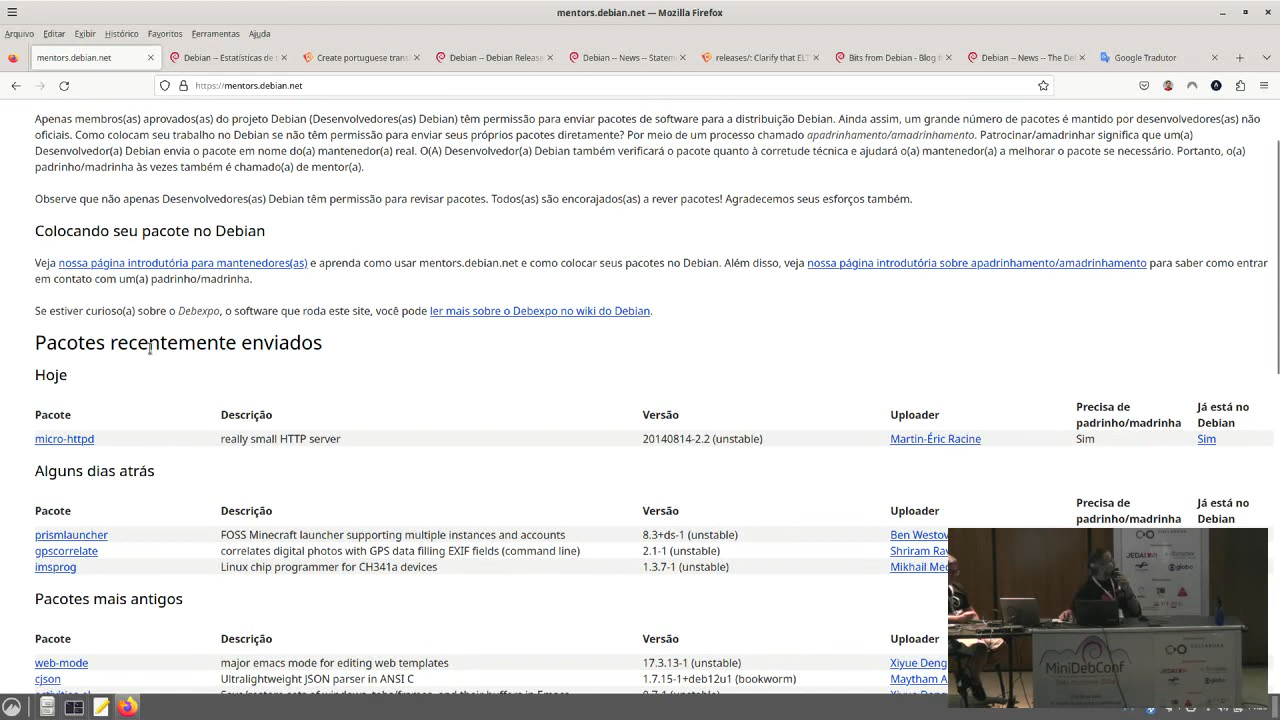 mentors.debian.net — Mozilla Firefox
Arquivo Editar Exibir Histórico Favoritos Ferramentas Ajuda
mentors.debian.net
Debian -- Estatísticas de
Create portuguese trans
Debian -- Debian Release
Debian -- News -- Statem
releases/: Clarify that ELT
Bits from Debian - Blog f
Debian -- News -- The De
Google Tradutor
https://mentors.debian.net
Apenas membros(as) aprovados(as) do projeto Debian (Desenvolvedores(as) Debian) têm permissão para enviar pacotes de software para a distribuição Debian. Ainda assim, um grande número de pacotes é mantido por desenvolvedores(as) não
oficiais. Como colocam seu trabalho no Debian se não têm permissão para enviar seus próprios pacotes diretamente? Por meio de um processo chamado apadrinhamento/amadrinhamento. Patrocinar/amadrinhar significa que um(a)
Desenvolvedor(a) Debian envia o pacote em nome do(a) mantenedor(a) real. O(A) Desenvolvedor(a) Debian também verificará o pacote quanto à corretude técnica e ajudará o(a) mantenedor(a) a melhorar o pacote se necessário. Portanto, o(a)
padrinho/madrinha às vezes também é chamado(a) de mentor(a).
Observe que não apenas Desenvolvedores(as) Debian têm permissão para revisar pacotes. Todos(as) são encorajados(as) a rever pacotes! Agradecemos seus esforços também.
Colocando seu pacote no Debian
Veja nossa página introdutória para mantenedores(as) e aprenda como usar mentors.debian.net e como colocar seus pacotes no Debian. Além disso, veja nossa página introdutória sobre apadrinhamento/amadrinhamento para saber como entrar
em contato com um(a) padrinho/madrinha.
Se estiver curioso(a) sobre o Debexpo, o software que roda este site, você pode ler mais sobre o Debexpo no wiki do Debian.
Pacotes recentemente enviados
Hoje
Pacote Descrição Versão Uploader Precisa de padrinho/madrinha Já está no Debian
micro-httpd really small HTTP server 20140814-2.2 (unstable) Martin-Éric Racine Sim Sim
Alguns dias atrás
Pacote Descrição Versão Uploader Precisa de padrinho/madrinha Já está no Debian
prismlauncher FOSS Minecraft launcher supporting multiple instances and accounts 8.3+ds-1 (unstable) Ben Westov
gpscorrelate correlates digital photos with GPS data filling EXIF fields (command line) 2.1-1 (unstable) Shriram Rav
imsprog Linux chip programmer for CH341a devices 1.3.7-1 (unstable) Mikhail Med
Pacotes mais antigos
Pacote Descrição Versão Uploader
web-mode major emacs mode for editing web templates 17.3.13-1 (unstable) Xiyue Deng
cjson Ultralightweight JSON parser in ANSI C 1.7.15-1+deb12u1 (bookworm) Maytham A
COLLABORA
globo
MiniDebConf
COLLABORA
globo